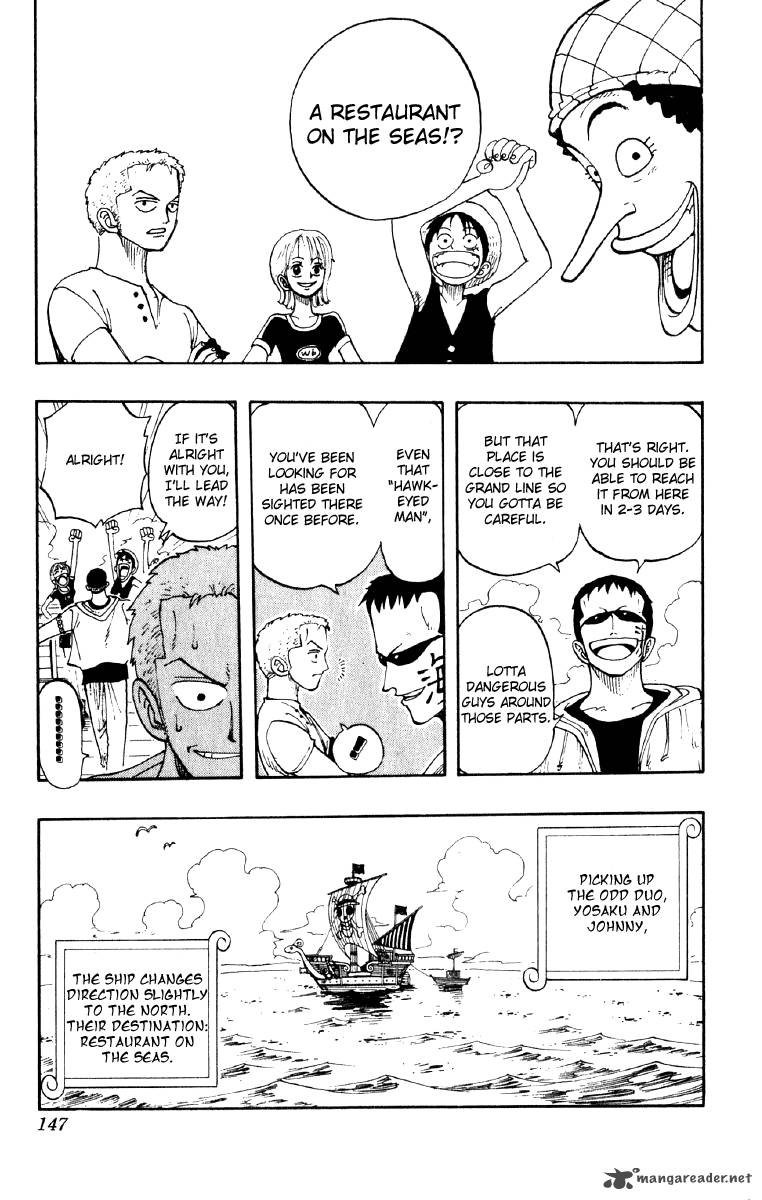 A RESTAURANT
ON THE SEAS!?
wb
THAT'S RIGHT.
YOU SHOULD BE
ABLE TO REACH
IT FROM HERE
IN 2-3 DAYS.
BUT THAT
PLACE IS
CLOSE TO THE
GRAND LINE SO
YOU GOTTA BE
CAREFUL.
LOTTA
DANGEROUS
GUYS AROUND
THOSE PARTS.
EVEN
THAT
"HAWK-
EYED
MAN",
YOU'VE BEEN
LOOKING FOR
HAS BEEN
SIGHTED THERE
ONCE BEFORE.
!
IF IT'S
ALRIGHT
WITH YOU,
I'LL LEAD
THE WAY!
ALRIGHT!
PICKING UP
THE ODD DUO,
YOSAKU AND
JOHNNY,
THE SHIP CHANGES
DIRECTION SLIGHTLY
TO THE NORTH.
THEIR DESTINATION:
RESTAURANT ON
THE SEAS.
147
mangareader.net